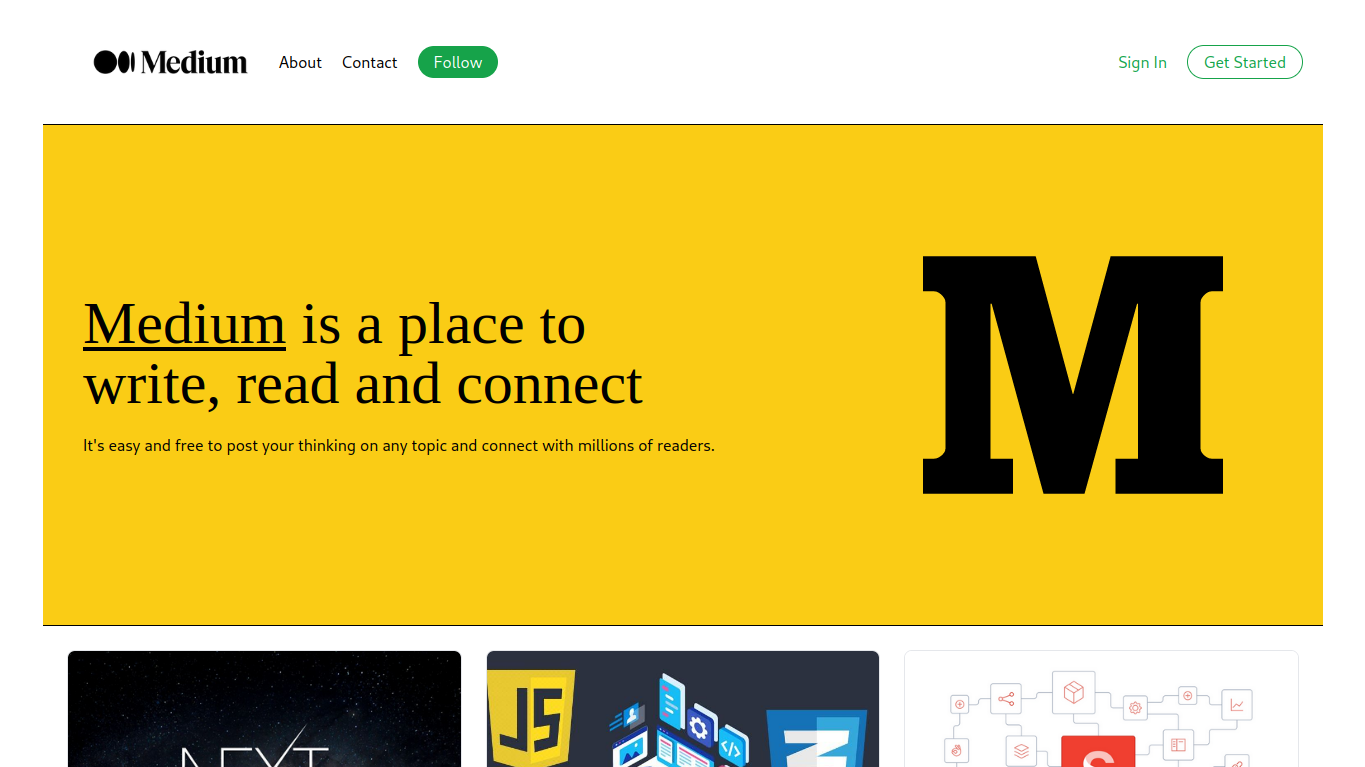 Medium
About
Contact
Follow
Sign In
Get Started
Medium is a place to
write, read and connect
It's easy and free to post your thinking on any topic and connect with millions of readers.
M
NEXT
JS
S